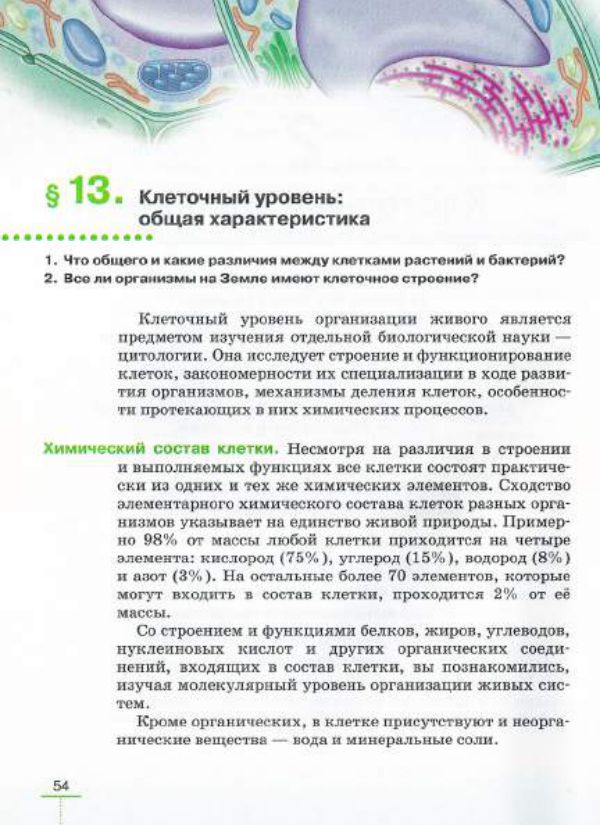 § 13. Клеточный уровень:
общая характеристика
1. Что общего и какие различия между клетками растений и бактерий?
2. Все ли организмы на Земле имеют клеточное строение?
Клеточный уровень организации живого является
предметом изучения отдельной биологической науки —
цитологии. Она исследует строение и функционирование
клеток, закономерности их специализации в ходе разви-
тия организмов, механизмы деления клеток, особеннос-
ти протекающих в них химических процессов.
Химический состав клетки. Несмотря на различия в строении
и выполняемых функциях все клетки состоят практиче-
ски из одних и тех же химических элементов. Сходство
элементарного химического состава клеток разных орга-
низмов указывает на единство живой природы. Пример-
но 98% от массы любой клетки приходится на четыре
элемента: кислород (75%), углерод (15%), водород (8%)
и азот (3%). На остальные более 70 элементов, которые
могут входить в состав клетки, проходится 2% от её
массы.
Со строением и функциями белков, жиров, углеводов,
нуклеиновых кислот и других органических соеди-
нений, входящих в состав клетки, вы познакомились,
изучая молекулярный уровень организации живых сис-
тем.
Кроме органических, в клетке присутствуют и неорга-
нические вещества — вода и минеральные соли.
54